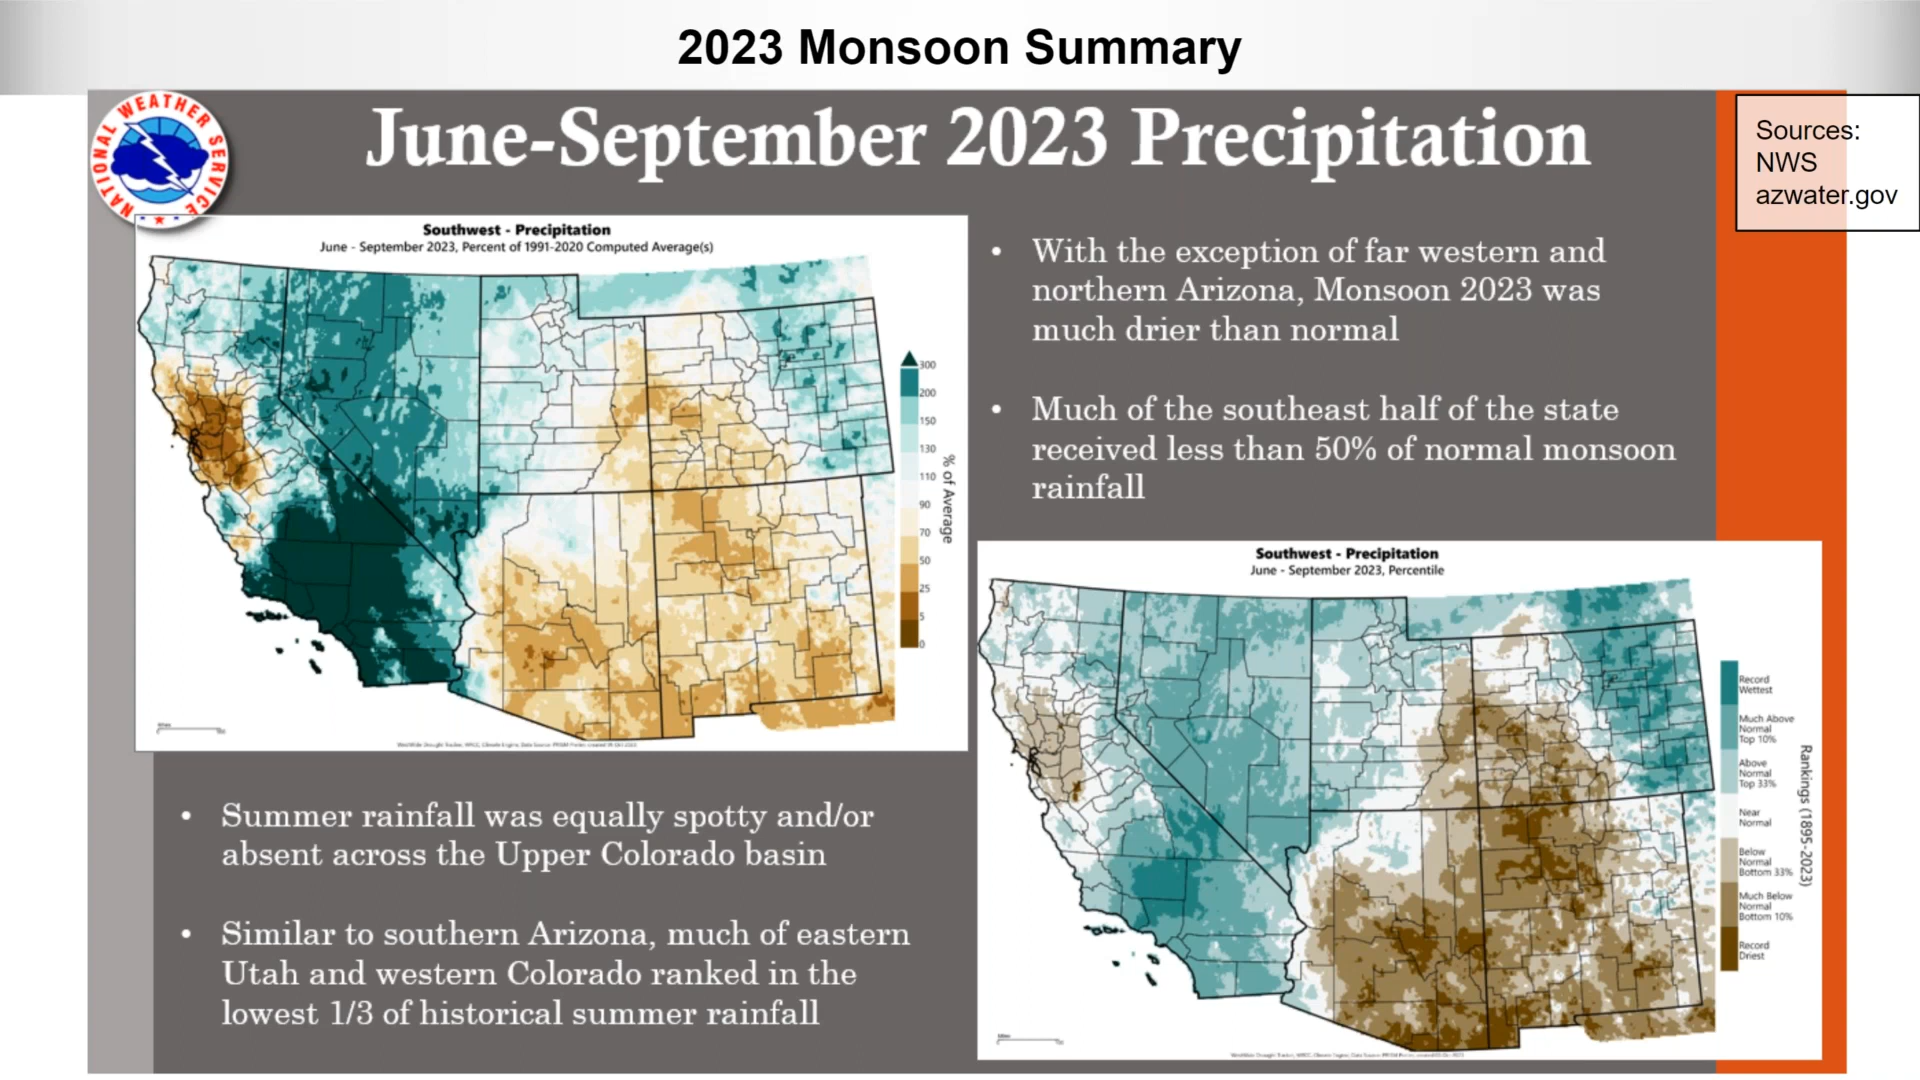 2023 Monsoon Summary
NATIONAL WEATHER SERVICE
June-September 2023 Precipitation
Sources:
NWS
azwater.gov
Southwest - Precipitation
June - September 2023, Percent of 1991-2020 Computed Average(s)
300
200
150
130
110
90
70
50
25
5
0
% of Average
• With the exception of far western and
northern Arizona, Monsoon 2023 was
much drier than normal
• Much of the southeast half of the state
received less than 50% of normal monsoon
rainfall
Southwest - Precipitation
June - September 2023, Percentile
Record
Wettest
Much Above
Normal
Top 10%
Above
Normal
Top 33%
Near
Normal
Below
Normal
Bottom 33%
Much Below
Normal
Bottom 10%
Record
Driest
Rankings (1895-2023)
• Summer rainfall was equally spotty and/or
absent across the Upper Colorado basin
• Similar to southern Arizona, much of eastern
Utah and western Colorado ranked in the
lowest 1/3 of historical summer rainfall